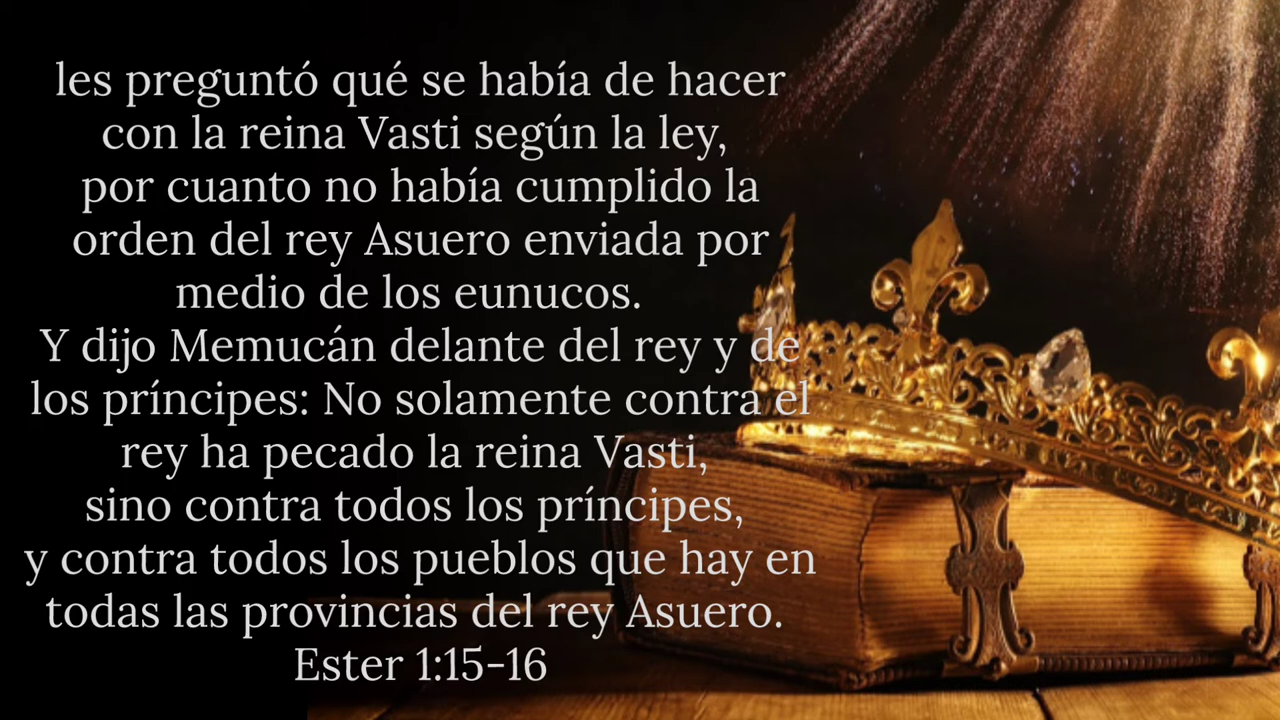 les preguntó qué se había de hacer
con la reina Vasti según la ley,
por cuanto no había cumplido la
orden del rey Asuero enviada por
medio de los eunucos.
Y dijo Memucán delante del rey y de
los príncipes: No solamente contra el
rey ha pecado la reina Vasti,
sino contra todos los príncipes,
y contra todos los pueblos que hay en
todas las provincias del rey Asuero.
Ester 1:15-16